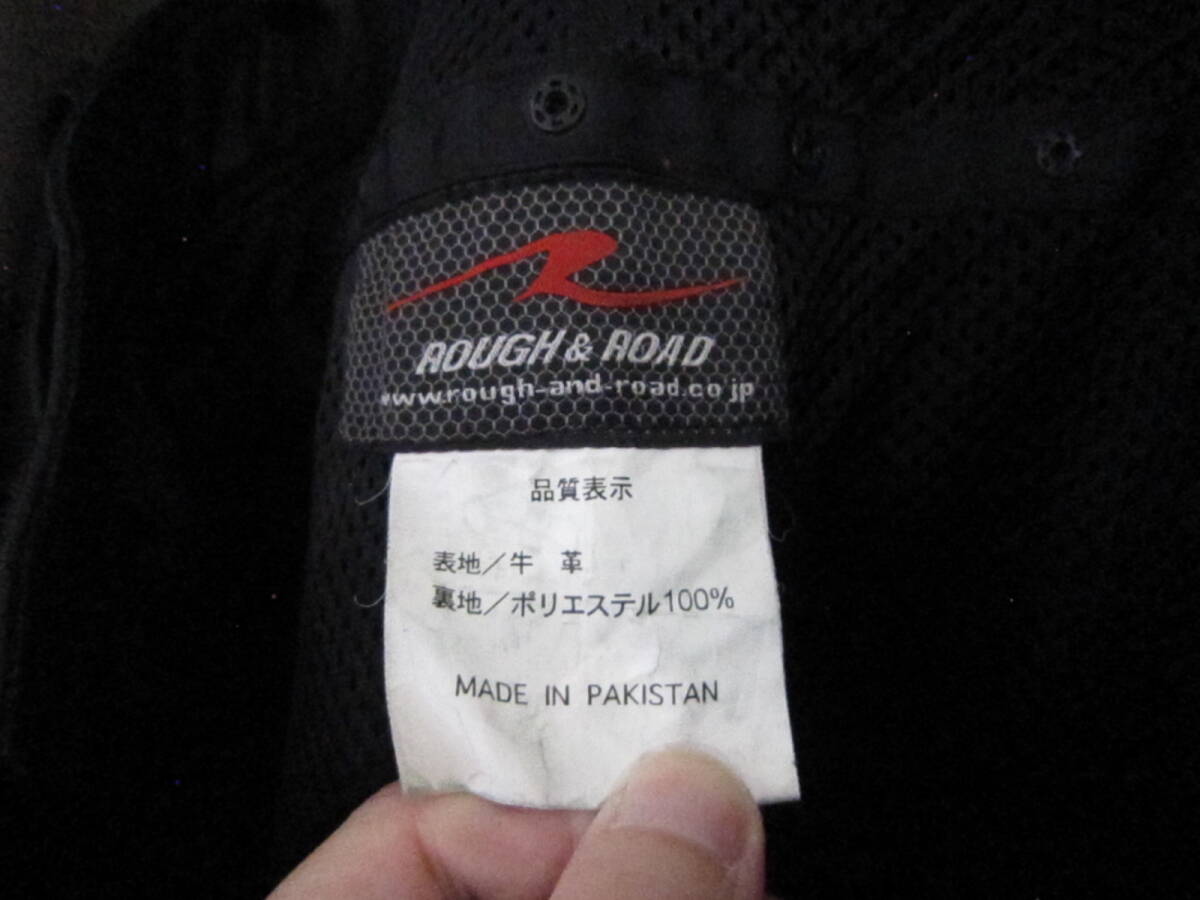 ROUGH & ROAD
www.rough-and-road.co.jp
品質表示
表地／牛 革
裏地／ポリエステル100%
MADE IN PAKISTAN